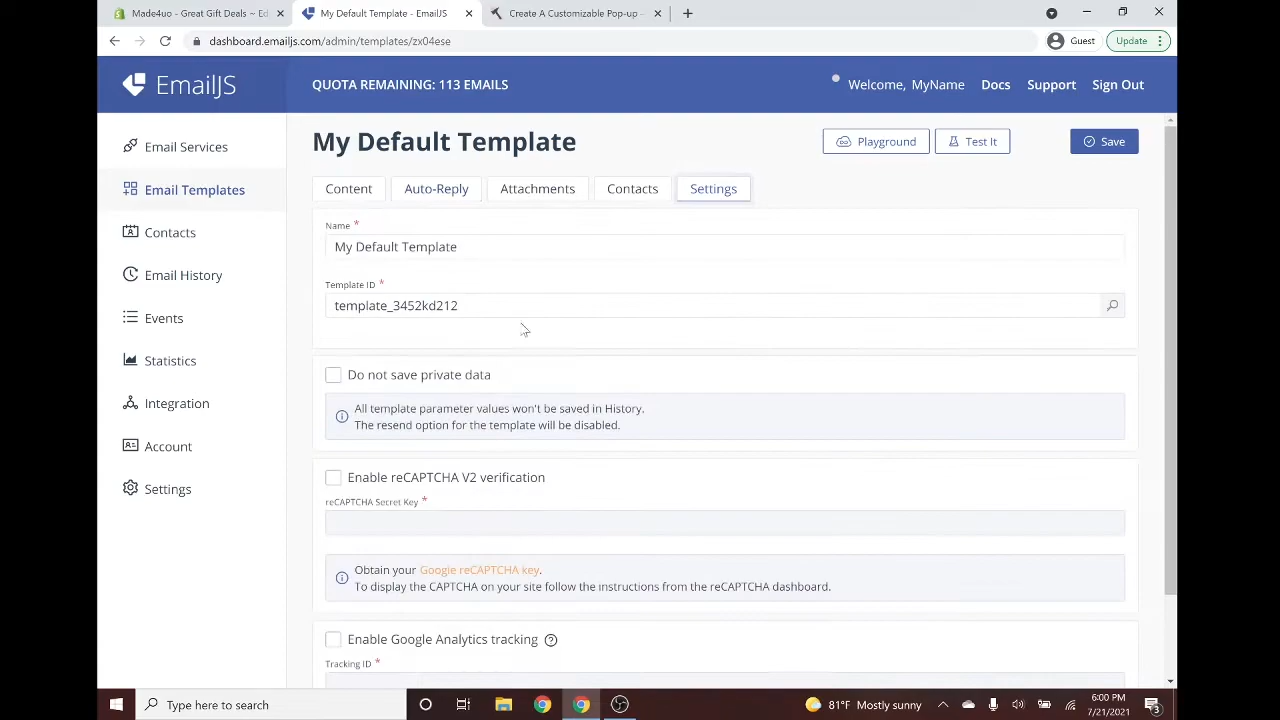 Made4uo - Great Gift Deals ~ Ed
My Default Template - EmailJS
Create A Customizable Pop-up -
dashboard.emailjs.com/admin/templates/zx04ese
Guest
Update
EmailJS
QUOTA REMAINING: 113 EMAILS
Welcome, MyName
Docs
Support
Sign Out
Email Services
Email Templates
Contacts
Email History
Events
Statistics
Integration
Account
Settings
My Default Template
Playground
Test It
Save
Content
Auto-Reply
Attachments
Contacts
Settings
Name *
My Default Template
Template ID *
template_3452kd212
Do not save private data
All template parameter values won't be saved in History.
The resend option for the template will be disabled.
Enable reCAPTCHA V2 verification
reCAPTCHA Secret Key *
Obtain your Google reCAPTCHA key.
To display the CAPTCHA on your site follow the instructions from the reCAPTCHA dashboard.
Enable Google Analytics tracking
Tracking ID *
Type here to search
81°F Mostly sunny
6:00 PM
7/21/2021
3